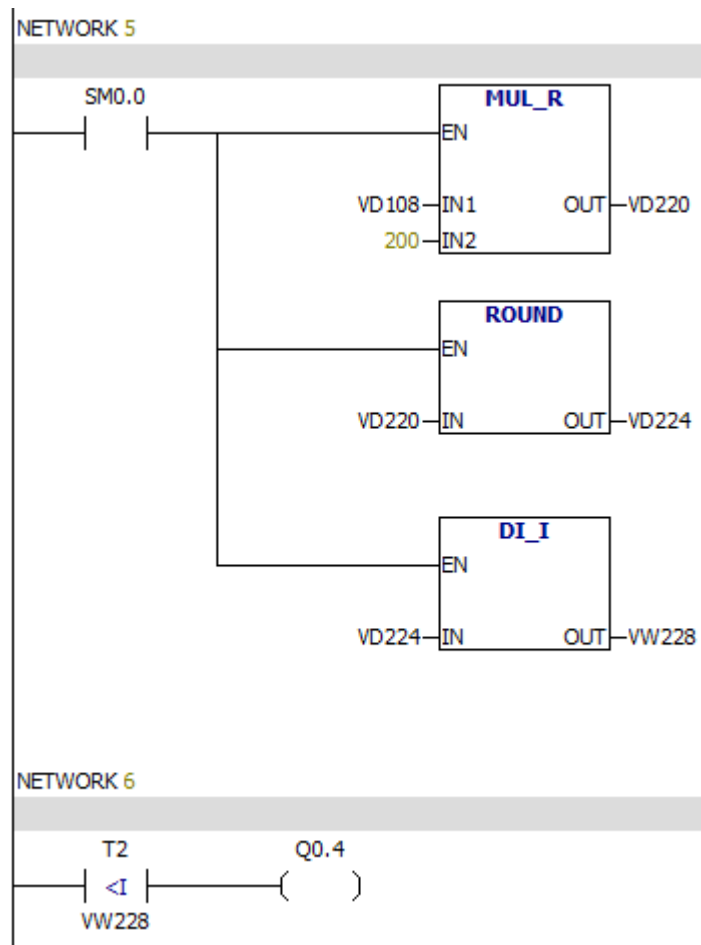 NETWORK 5
SM0.0
MUL_R
EN
VD108 IN1 OUT VD220
200 IN2
ROUND
EN
VD220 IN OUT VD224
DI_I
EN
VD224 IN OUT VW228
NETWORK 6
T2 Q0.4
<I ( )
VW228